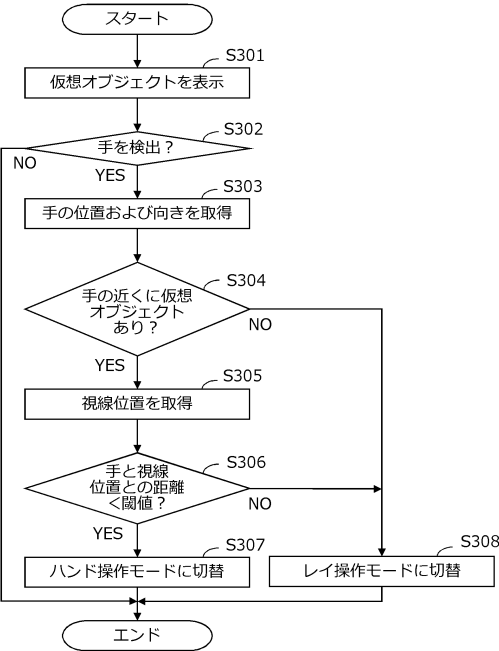 スタート
S301
仮想オブジェクトを表示
S302
手を検出？
NO
YES
S303
手の位置および向きを取得
S304
手の近くに仮想
オブジェクト
あり？
NO
YES
S305
視線位置を取得
S306
手と視線
位置との距離
＜閾値？
NO
YES
S307
ハンド操作モードに切替
S308
レイ操作モードに切替
エンド